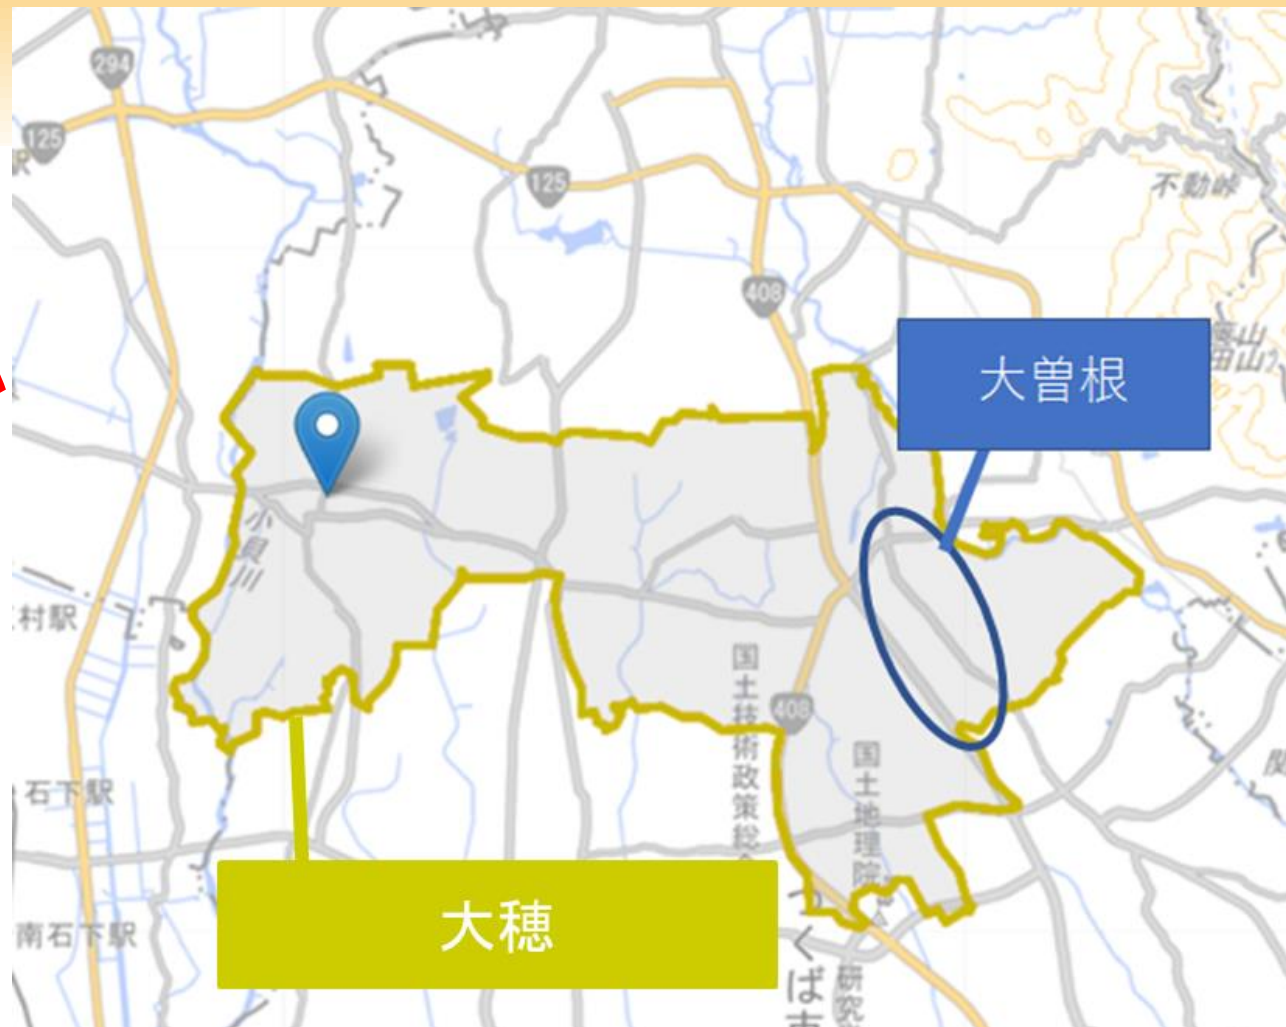 294
125
125
不動峠
408
大曽根
小貝川
村駅
国土技術政策総
408
国土地理院
石下駅
大穂
南石下駅
つくば市
研究